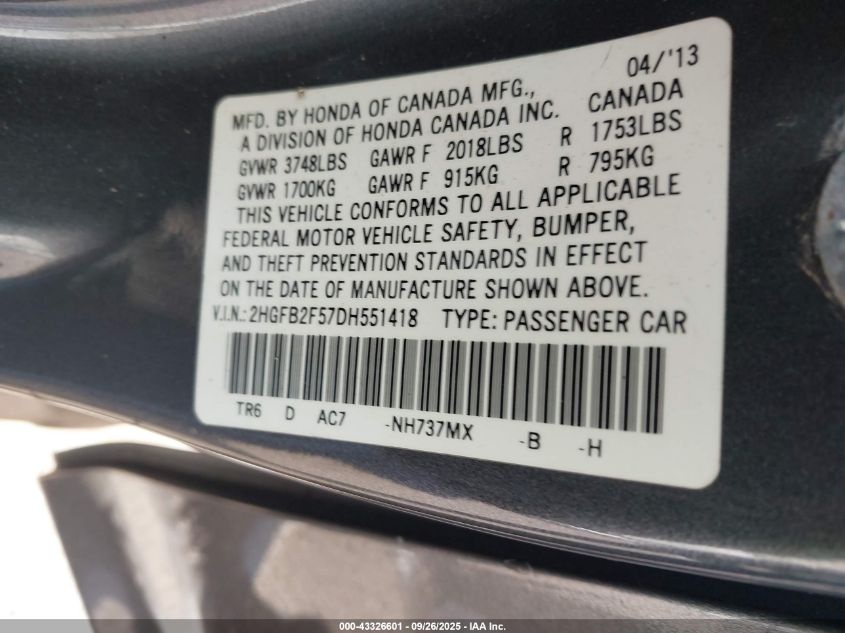 04/'13
MFD. BY HONDA OF CANADA MFG.,
A DIVISION OF HONDA CANADA INC. CANADA
GVWR 3748LBS GAWR F 2018LBS R 1753LBS
GVWR 1700KG GAWR F 915KG R 795KG
THIS VEHICLE CONFORMS TO ALL APPLICABLE
FEDERAL MOTOR VEHICLE SAFETY, BUMPER,
AND THEFT PREVENTION STANDARDS IN EFFECT
ON THE DATE OF MANUFACTURE SHOWN ABOVE.
V.I.N.: 2HGFB2F57DH551418 TYPE: PASSENGER CAR
TR6 D AC7 -NH737MX -B -H
000-43326601 - 09/26/2025 - IAA Inc.